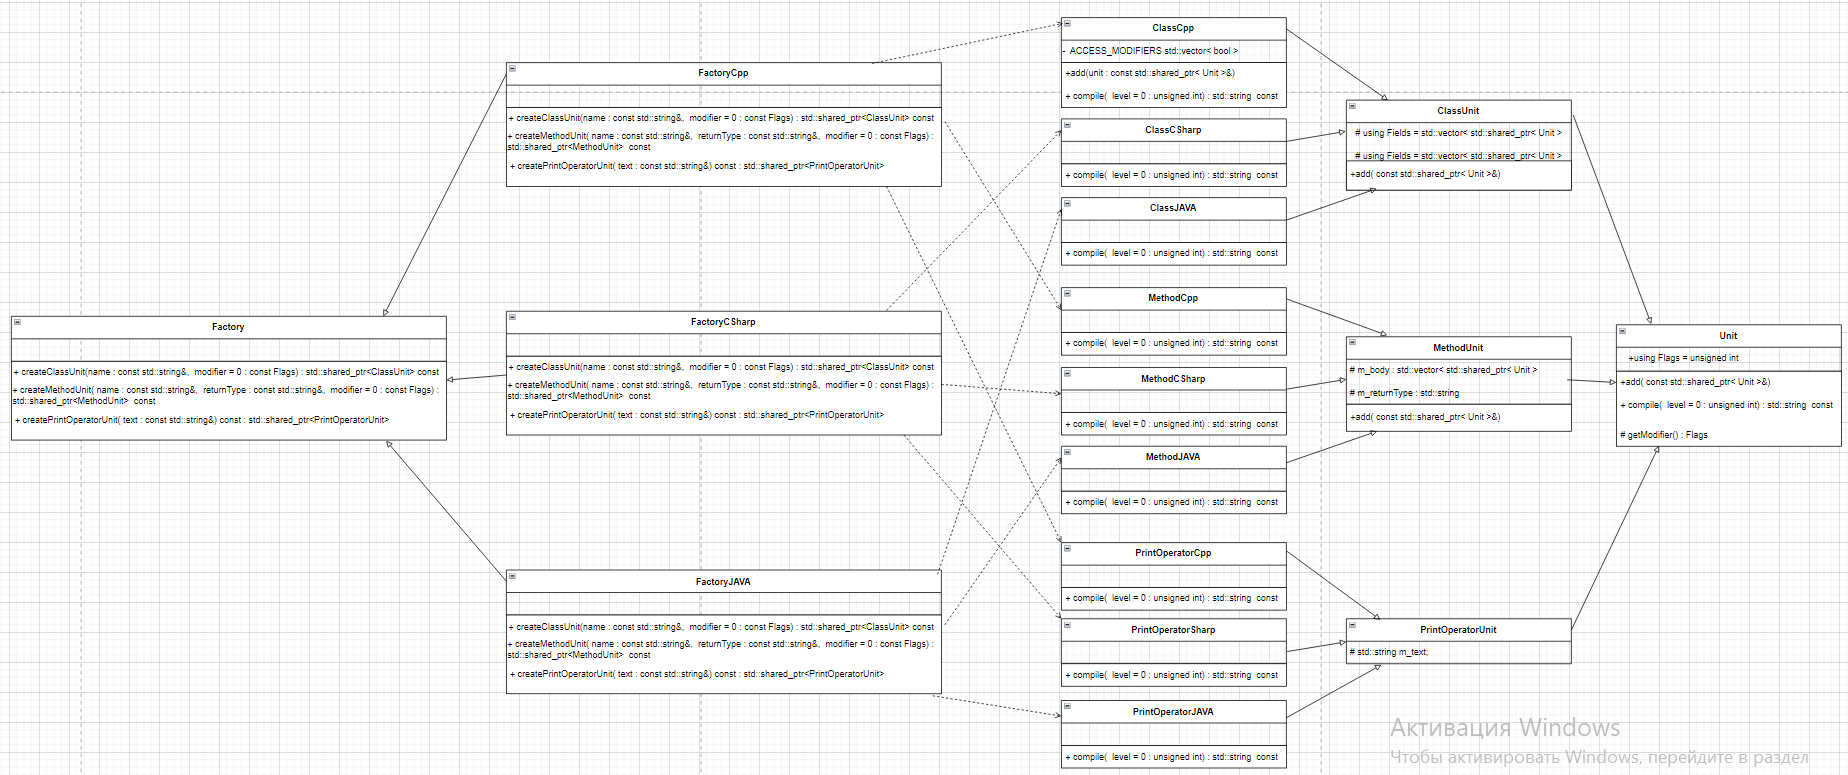 Factory
+ createClassUnit(name : const std::string&, modifier = 0 : const Flags) : std::shared_ptr<ClassUnit> const
+ createMethodUnit( name : const std::string&, returnType : const std::string&, modifier = 0 : const Flags) :
std::shared_ptr<MethodUnit> const
+ createPrintOperatorUnit( text : const std::string&) const : std::shared_ptr<PrintOperatorUnit>
FactoryCpp
+ createClassUnit(name : const std::string&, modifier = 0 : const Flags) : std::shared_ptr<ClassUnit> const
+ createMethodUnit( name : const std::string&, returnType : const std::string&, modifier = 0 : const Flags) :
std::shared_ptr<MethodUnit> const
+ createPrintOperatorUnit( text : const std::string&) const : std::shared_ptr<PrintOperatorUnit>
FactoryCSharp
+ createClassUnit(name : const std::string&, modifier = 0 : const Flags) : std::shared_ptr<ClassUnit> const
+ createMethodUnit( name : const std::string&, returnType : const std::string&, modifier = 0 : const Flags) :
std::shared_ptr<MethodUnit> const
+ createPrintOperatorUnit( text : const std::string&) const : std::shared_ptr<PrintOperatorUnit>
FactoryJAVA
+ createClassUnit(name : const std::string&, modifier = 0 : const Flags) : std::shared_ptr<ClassUnit> const
+ createMethodUnit( name : const std::string&, returnType : const std::string&, modifier = 0 : const Flags) :
std::shared_ptr<MethodUnit> const
+ createPrintOperatorUnit( text : const std::string&) const : std::shared_ptr<PrintOperatorUnit>
ClassCpp
- ACCESS_MODIFIERS std::vector< bool >
+add(unit : const std::shared_ptr< Unit >&)
+ compile( level = 0 : unsigned int) : std::string const
ClassCSharp
+ compile( level = 0 : unsigned int) : std::string const
ClassJAVA
+ compile( level = 0 : unsigned int) : std::string const
MethodCpp
+ compile( level = 0 : unsigned int) : std::string const
MethodCSharp
+ compile( level = 0 : unsigned int) : std::string const
MethodJAVA
+ compile( level = 0 : unsigned int) : std::string const
PrintOperatorCpp
+ compile( level = 0 : unsigned int) : std::string const
PrintOperatorSharp
+ compile( level = 0 : unsigned int) : std::string const
PrintOperatorJAVA
+ compile( level = 0 : unsigned int) : std::string const
ClassUnit
# using Fields = std::vector< std::shared_ptr< Unit >
# using Fields = std::vector< std::shared_ptr< Unit >
+add( const std::shared_ptr< Unit >&)
MethodUnit
# m_body : std::vector< std::shared_ptr< Unit >
# m_returnType : std::string
+add( const std::shared_ptr< Unit >&)
PrintOperatorUnit
# std::string m_text;
Unit
+using Flags = unsigned int
+add( const std::shared_ptr< Unit >&)
+ compile( level = 0 : unsigned int) : std::string const
# getModifier() : Flags
Активация Windows
Чтобы активировать Windows, перейдите в раздел